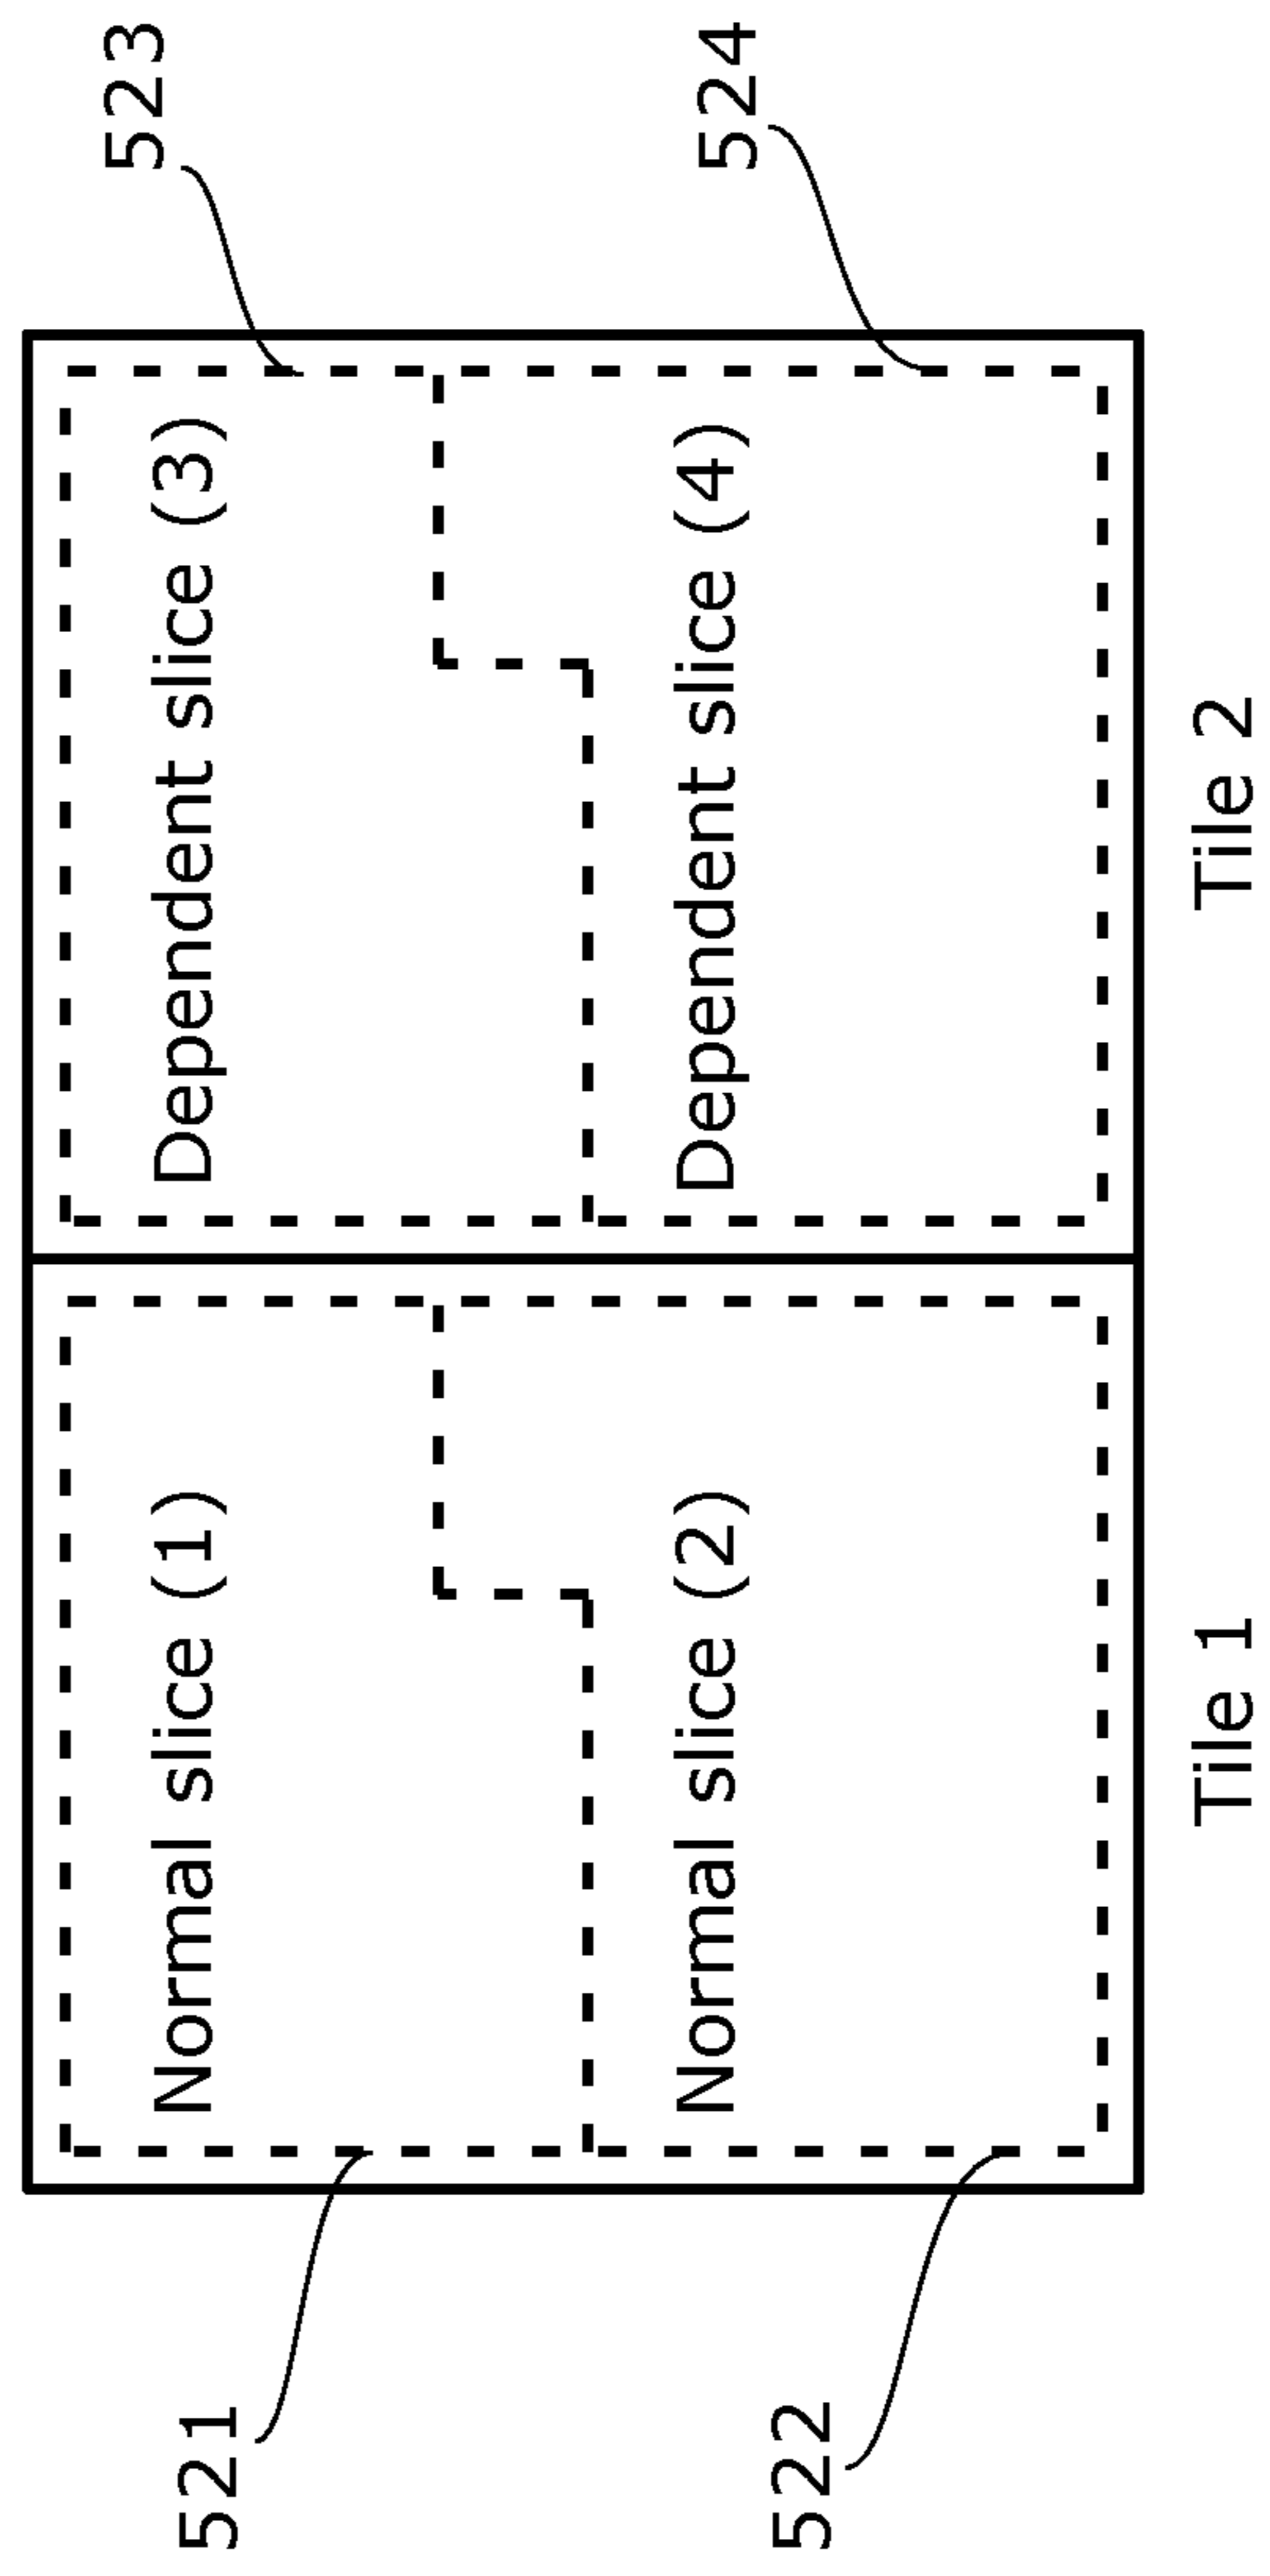 523
Normal slice (1)
Dependent slice (3)
521
524
Normal slice (2)
Dependent slice (4)
522
Tile 1
Tile 2